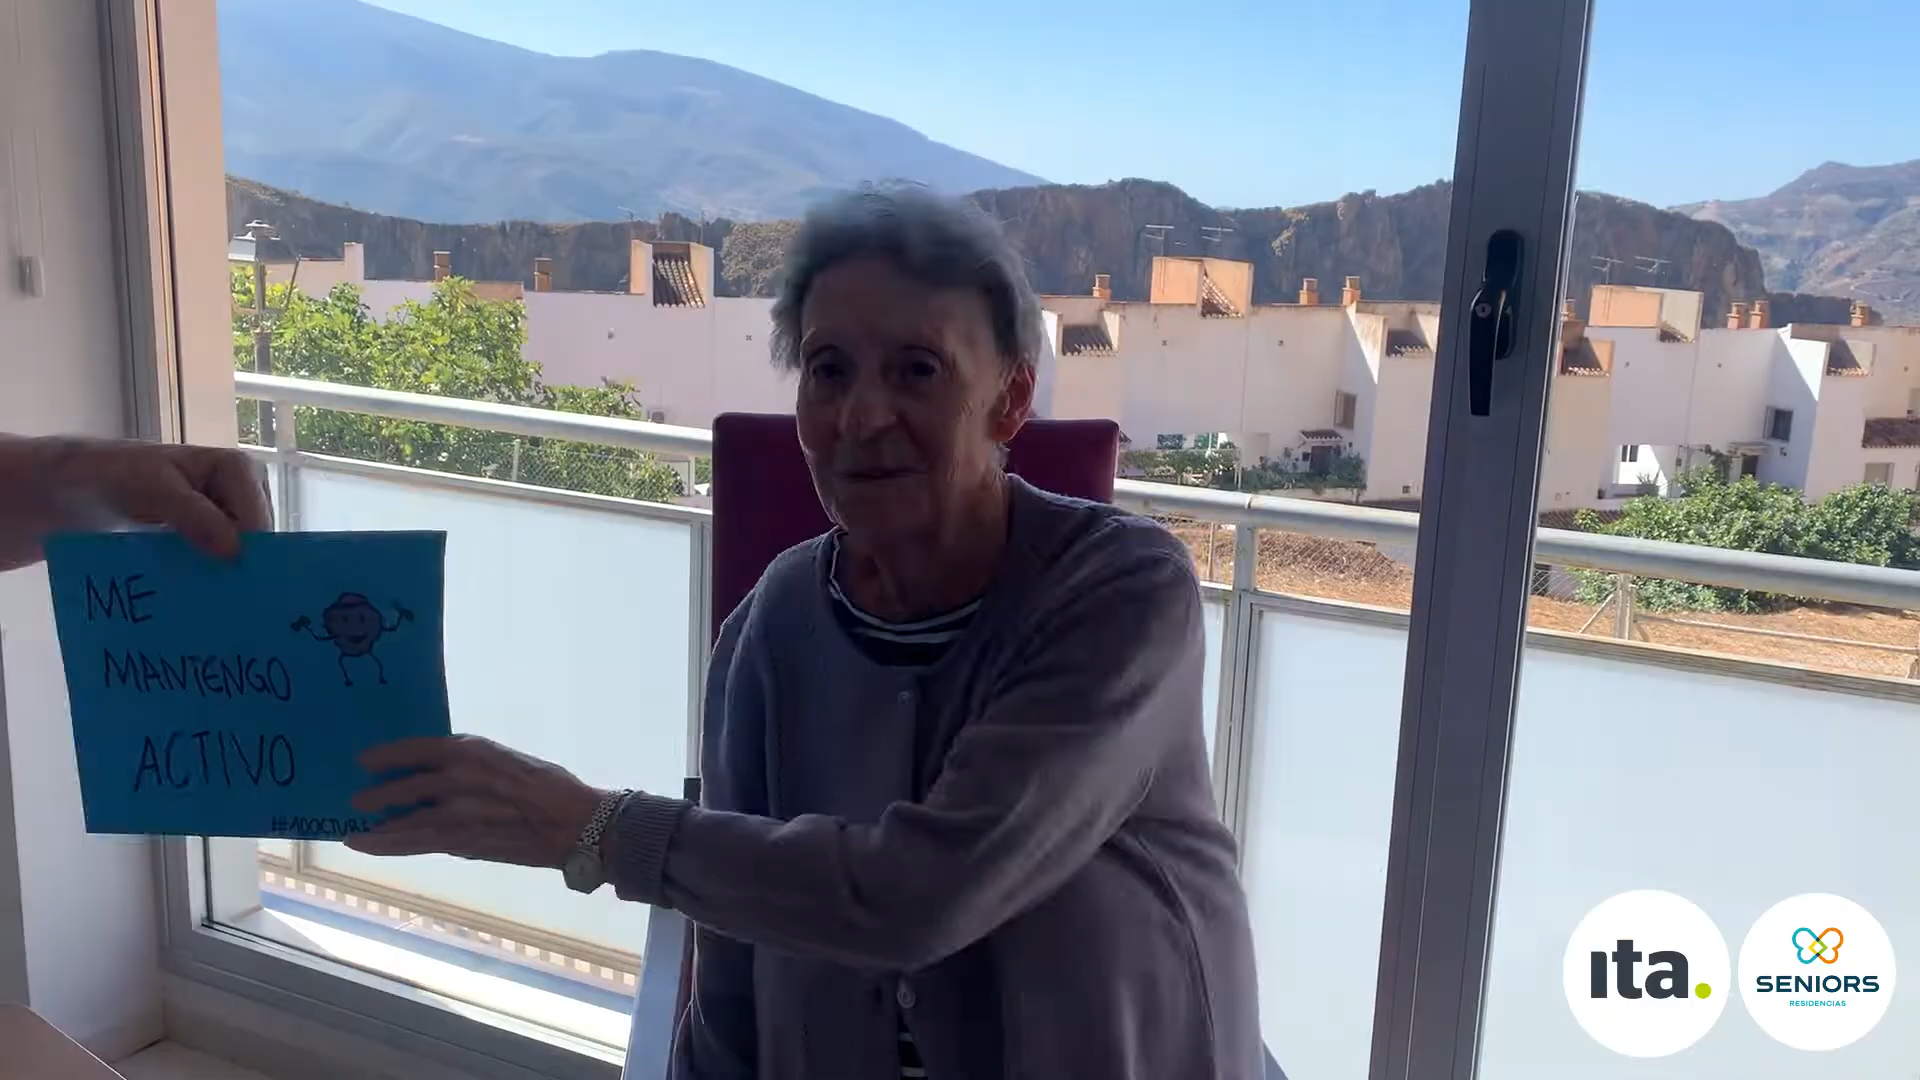 ME
MANTENGO
ACTIVO
ita.
SENIORS
RESIDENCIAS